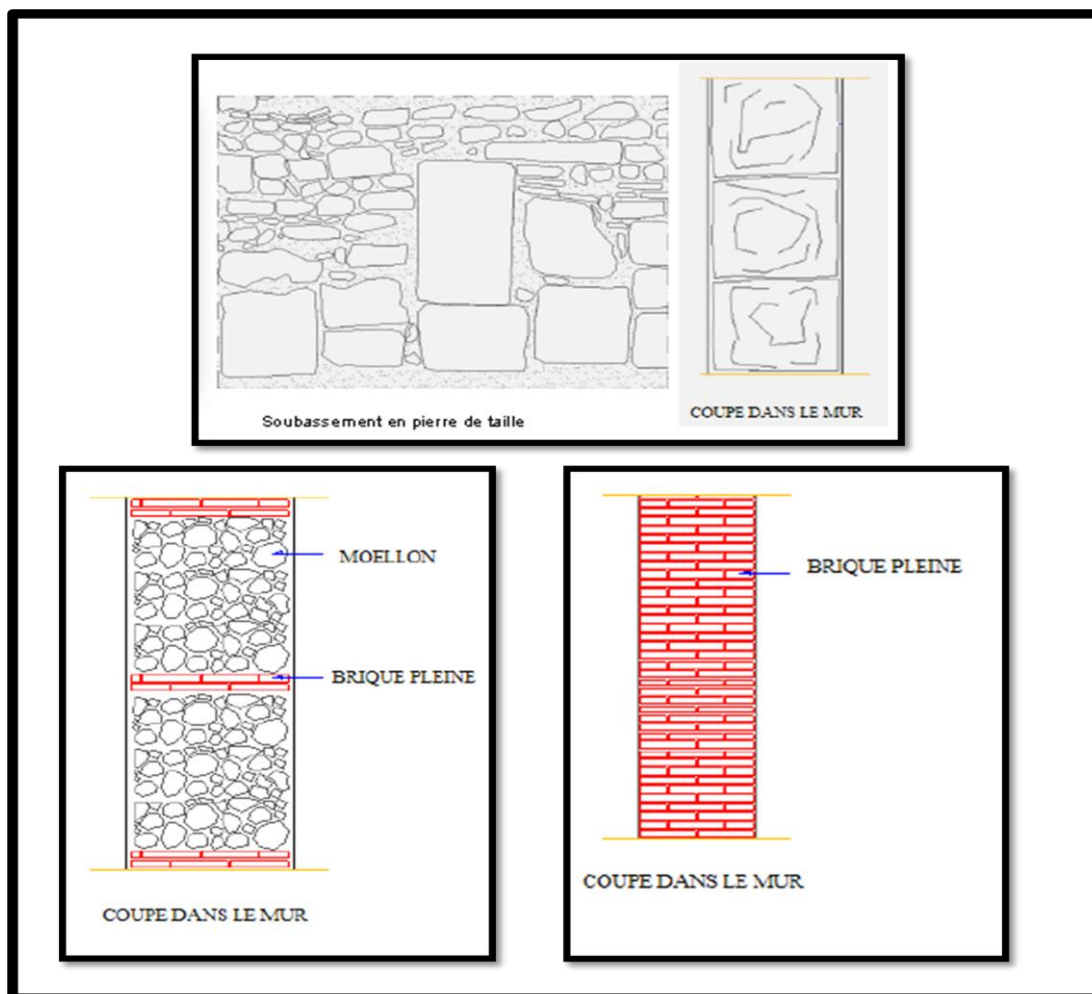 Soubassement en pierre de taille
COUPE DANS LE MUR
MOELLON
BRIQUE PLEINE
COUPE DANS LE MUR
BRIQUE PLEINE
COUPE DANS LE MUR